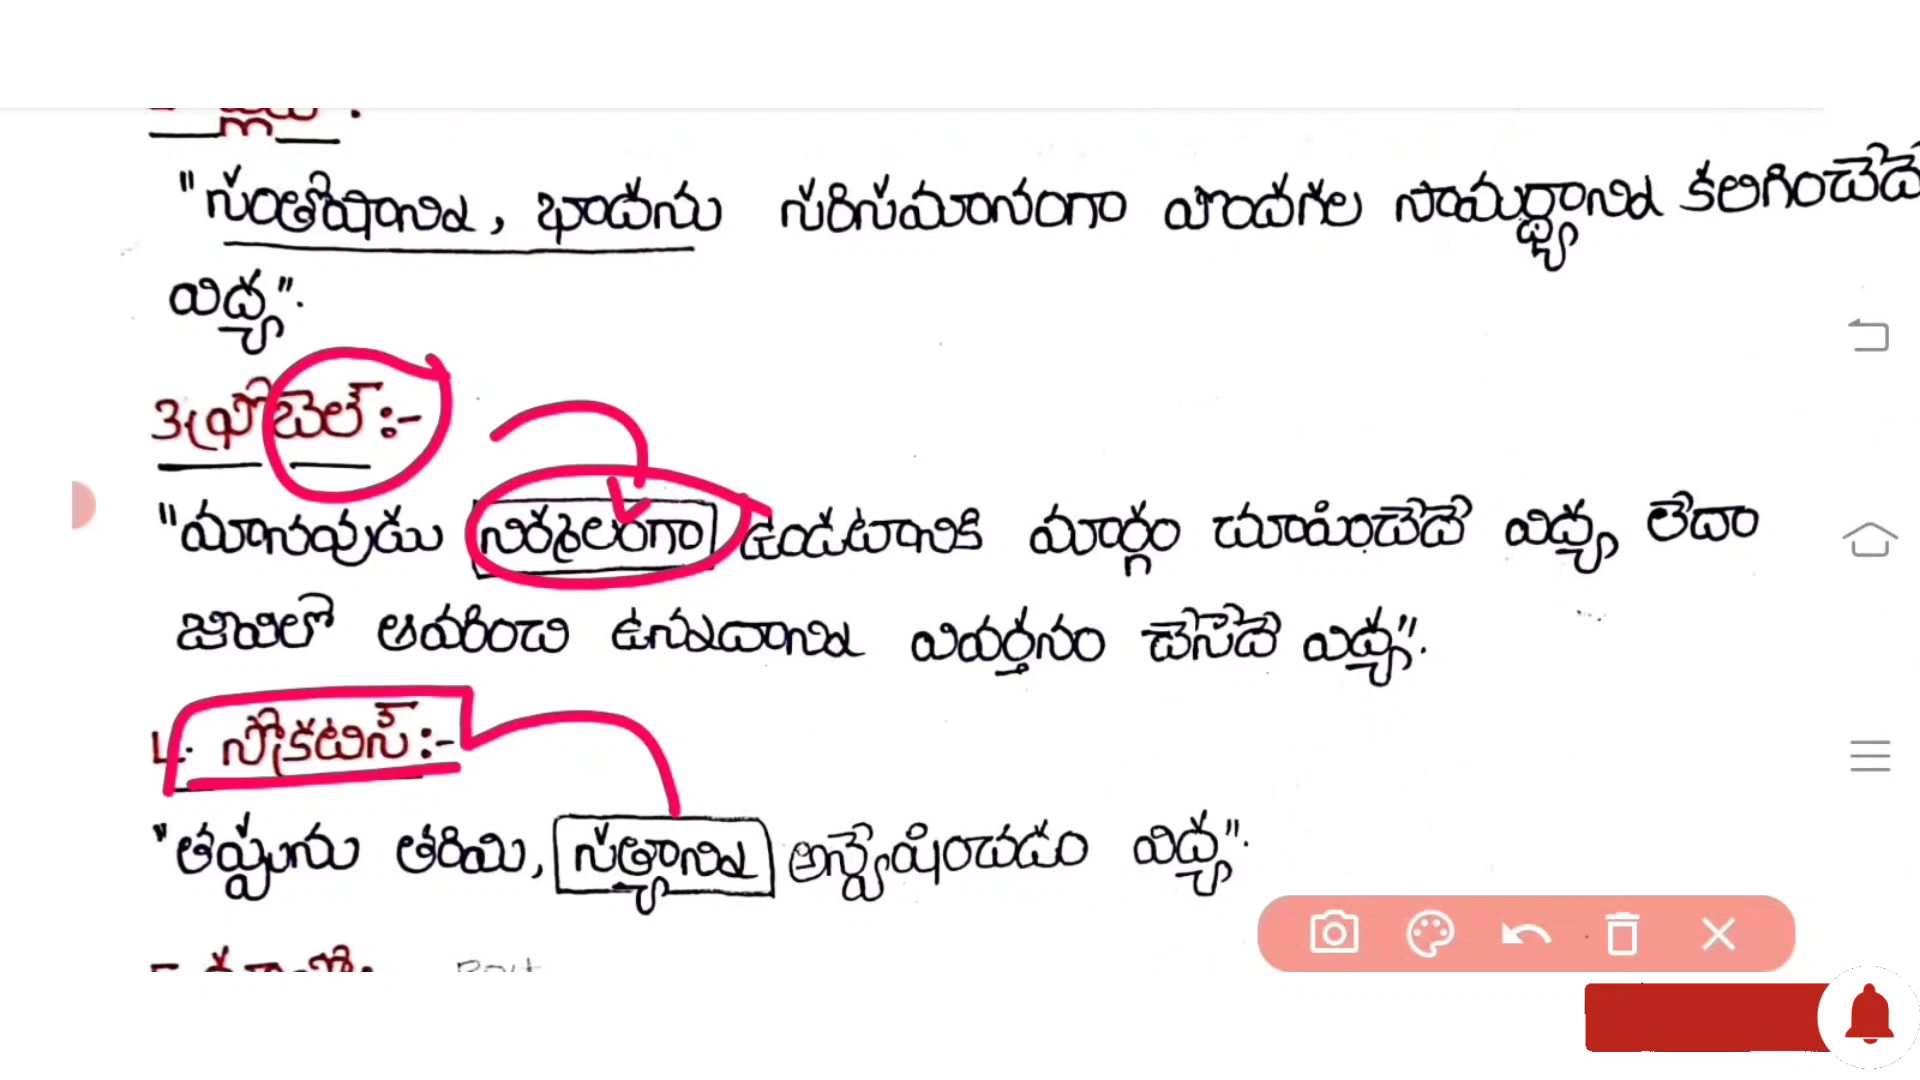 "సంతోషాన్ని, భాదను సరిసమానంగా పొందగల సామర్థ్యాన్ని కలిగించేదే
విద్య".
3 ఫ్రోబెల్ :-
"మానవుడు నిర్మలంగా ఉండటానికి మార్గం చూపించేదే విద్య లేదా
జీవిలో ఆవరించి ఉన్నదాన్ని వివర్తనం చేసేదే విద్య".
4. సోక్రటిస్ :-
"తప్పును తరిమి, సత్యాన్ని అన్వేషించడం విద్య".